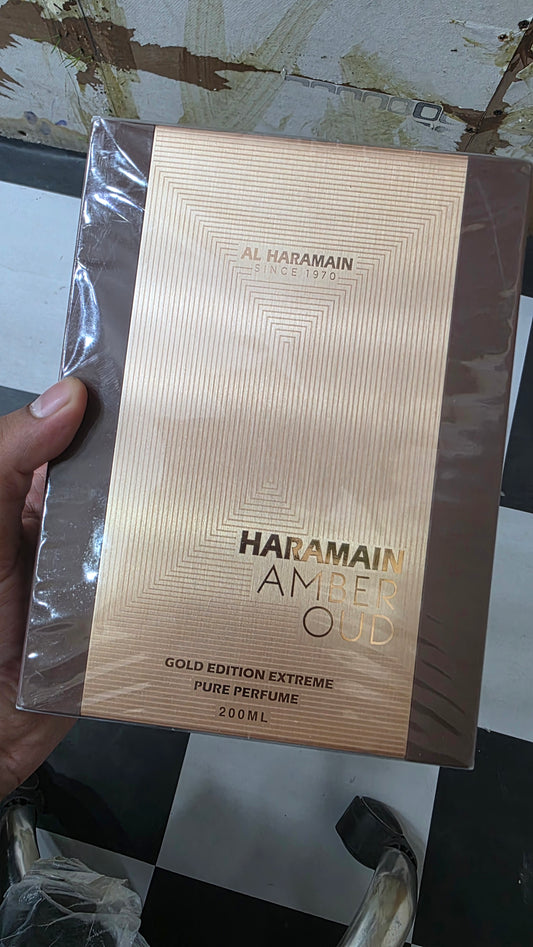 AL HARAMAIN
SINCE 1970
HARAMAIN
AMBER
OUD
GOLD EDITION EXTREME
PURE PERFUME
200ML